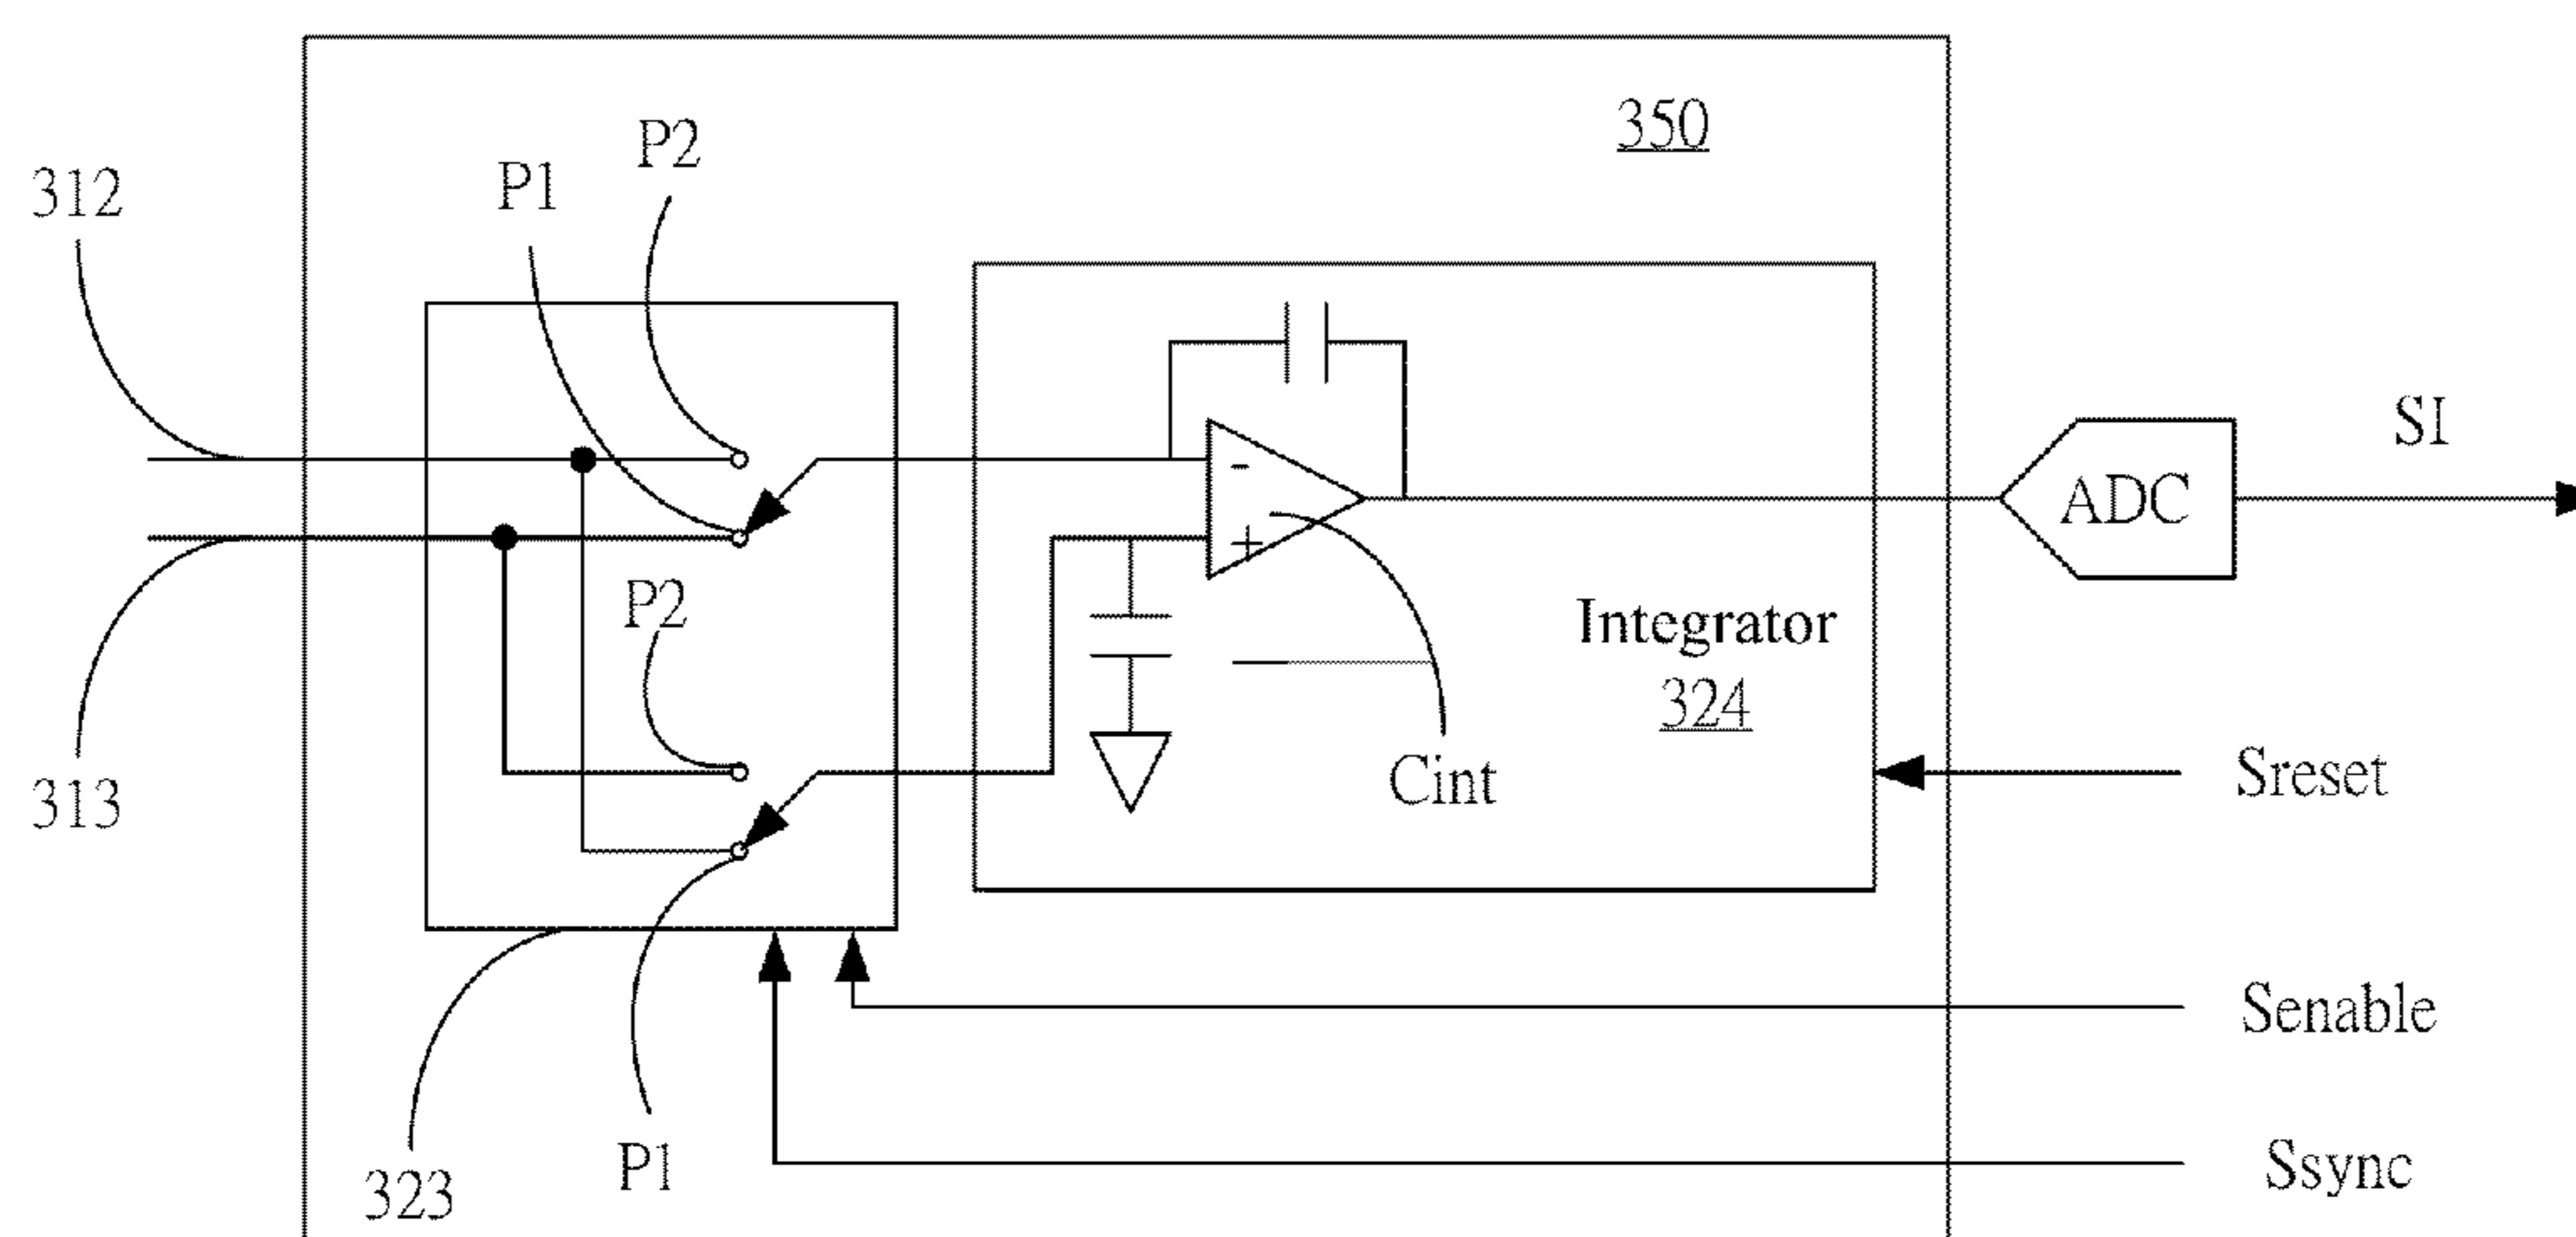 350
P2
P1
312
SI
ADC
-
+
P2
Integrator
324
Sreset
Cint
313
Senable
P1
Ssync
323